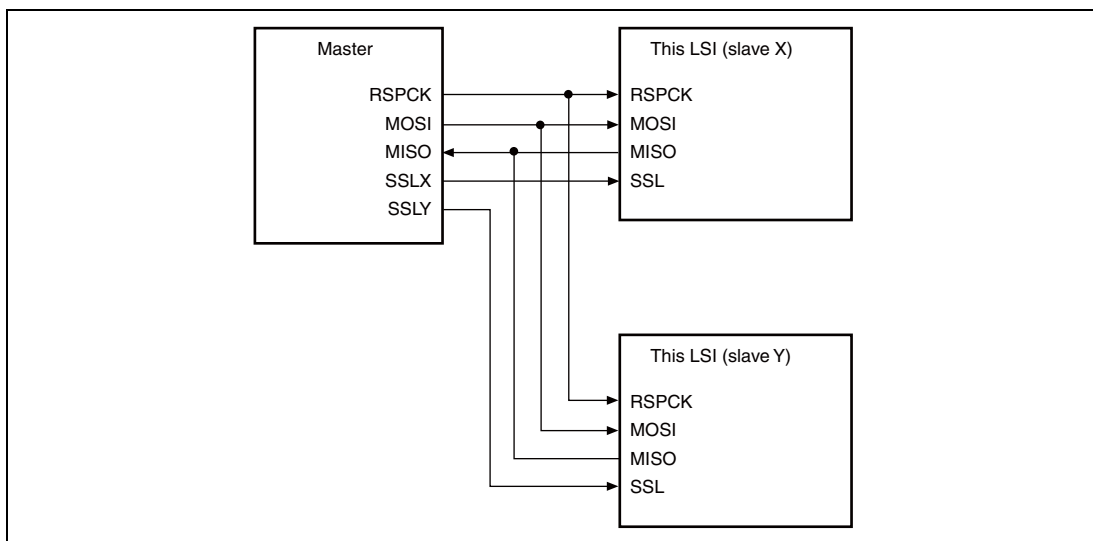 Master
RSPCK
MOSI
MISO
SSLX
SSLY
This LSI (slave X)
RSPCK
MOSI
MISO
SSL
This LSI (slave Y)
RSPCK
MOSI
MISO
SSL